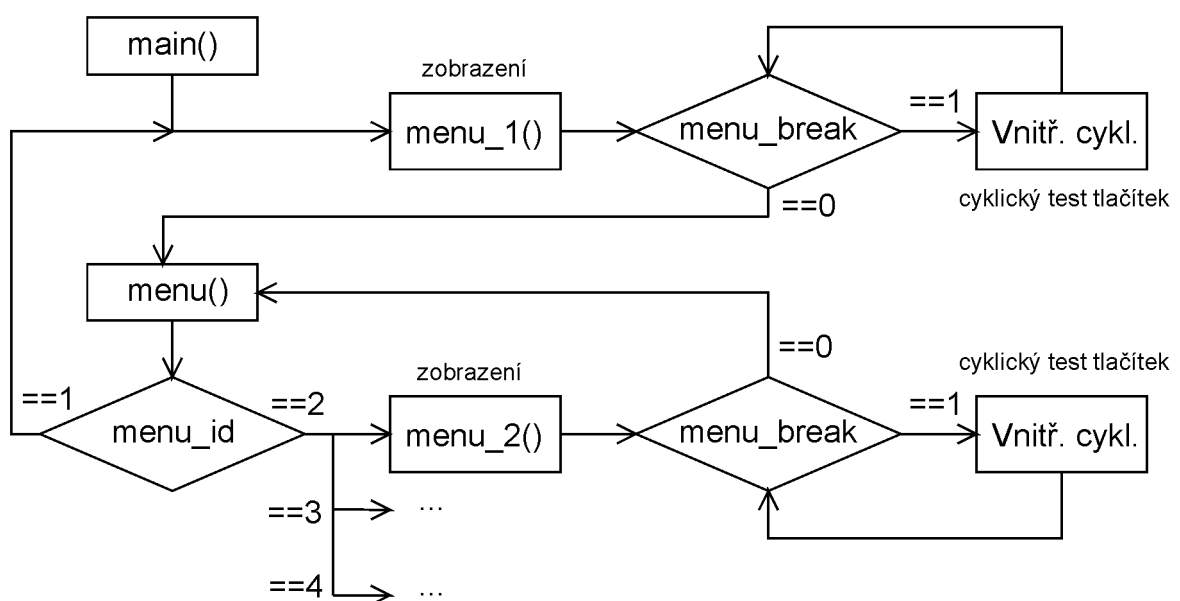 main()
zobrazení
menu_1()
menu_break
==1
Vnitř. cykl.
cyklický test tlačítek
==0
menu()
==0
zobrazení
cyklický test tlačítek
==1
menu_id
==2
menu_2()
menu_break
==1
Vnitř. cykl.
==3
...
==4
...